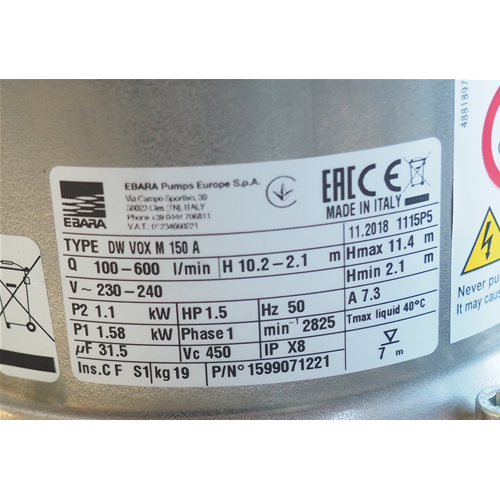 EBARA Pumps Europe S.p.A.
Via Campo Sportivo, 30
38023 Cles (TN), ITALY
Phone +39 0444 706811
V.A.T.: 01234660221
EBARA
EAC CE
MADE IN ITALY
TYPE DW VOX M 150 A
11.2018 1115P5
Q 100-600 l/min H 10.2-2.1 m
Hmax 11.4 m
V~230-240
Hmin 2.1 m
P2 1.1 kW HP 1.5 Hz 50
A 7.3
P1 1.58 kW Phase 1 min⁻¹ 2825
Tmax liquid 40°C
µF 31.5 Vc 450 IP X8
7 m
Ins.C F S1 kg 19 P/N° 1599071221
4881897
Never pu
It may cause